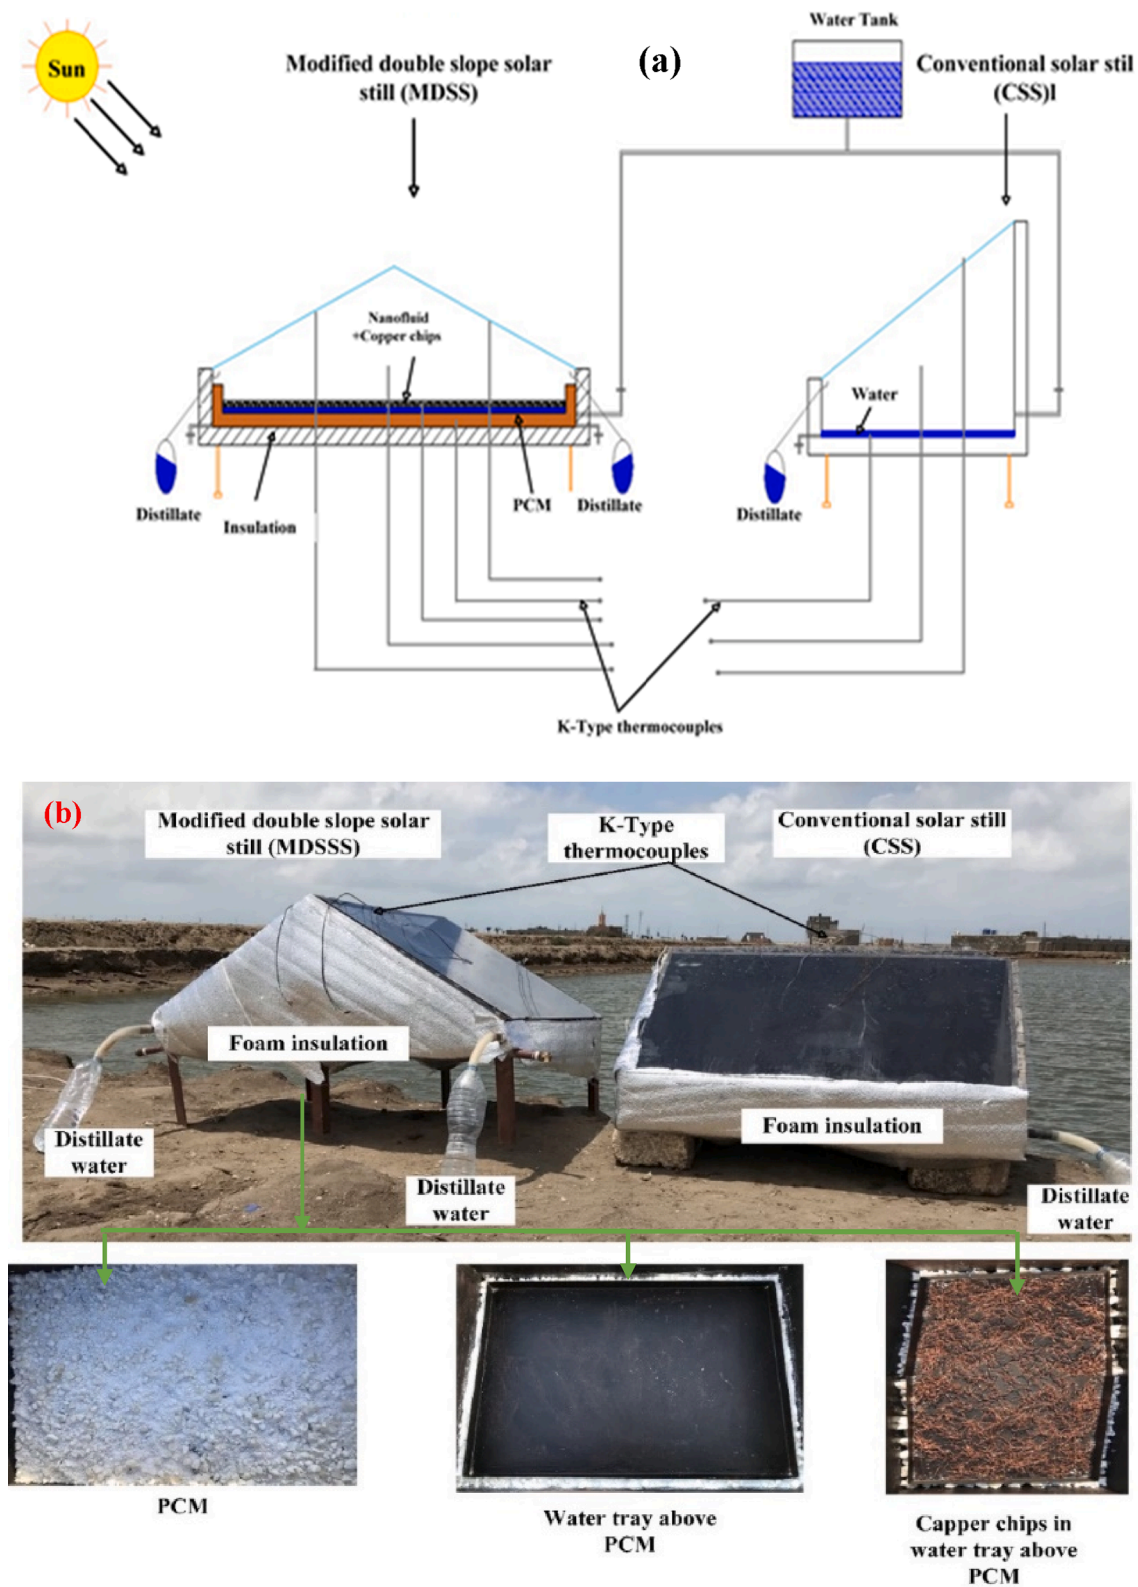 Water Tank
Sun
Modified double slope solar
still (MDSS)
(a)
Conventional solar stil
(CSS)l
Nanofluid
+Copper chips
Water
Distillate
Insulation
PCM
Distillate
Distillate
K-Type thermocouples
(b)
Modified double slope solar
still (MDSSS)
K-Type
thermocouples
Conventional solar still
(CSS)
Foam insulation
Foam insulation
Distillate
water
Distillate
water
Distillate
water
PCM
Water tray above
PCM
Capper chips in
water tray above
PCM